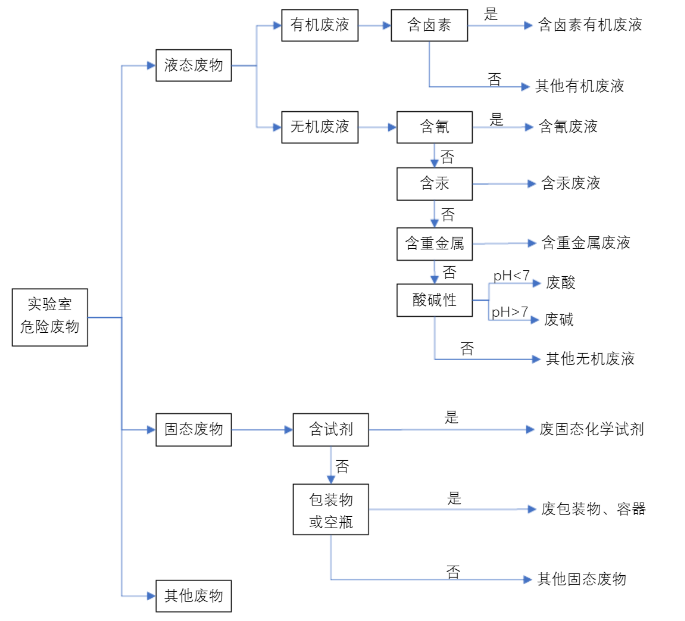 有机废液
含卤素
是
含卤素有机废液
液态废物
否
其他有机废液
无机废液
含氰
是
含氰废液
否
含汞
含汞废液
否
含重金属
含重金属废液
否
pH<7
废酸
酸碱性
实验室
危险废物
pH>7
废碱
否
其他无机废液
固态废物
含试剂
是
废固态化学试剂
否
包装物
或空瓶
是
废包装物、容器
否
其他固态废物
其他废物